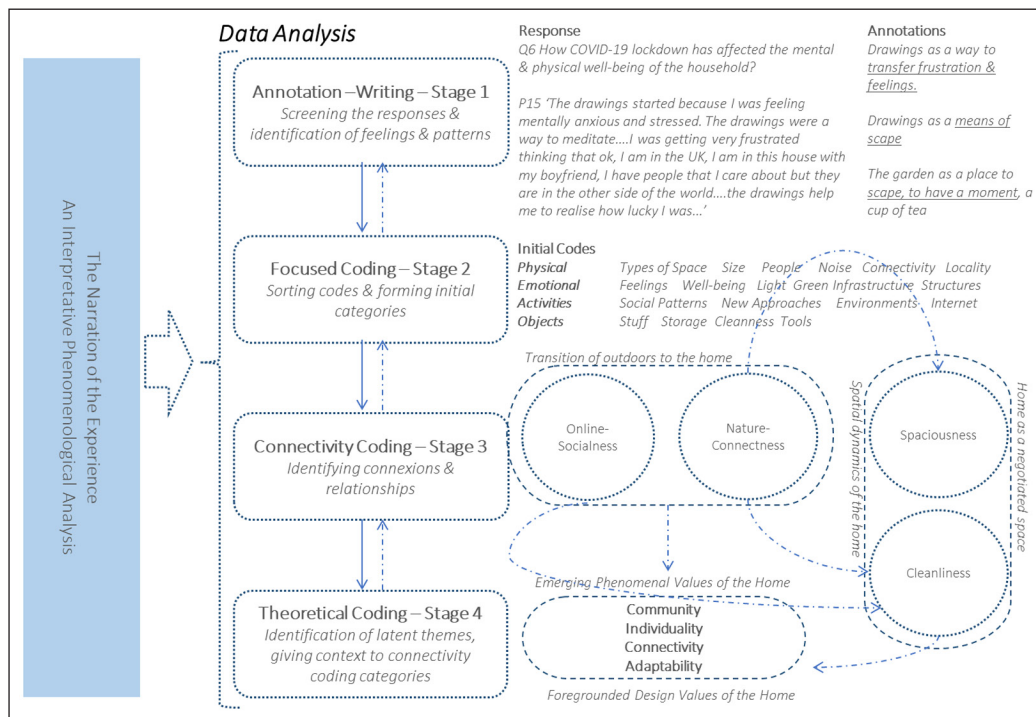 The Narration of the Experience
An Interpretative Phenomenological Analysis
Data Analysis
Annotation –Writing – Stage 1
Screening the responses &
identification of feelings & patterns
Focused Coding – Stage 2
Sorting codes & forming initial
categories
Connectivity Coding – Stage 3
Identifying connexions &
relationships
Theoretical Coding – Stage 4
Identification of latent themes,
giving context to connectivity
coding categories
Response
Q6 How COVID-19 lockdown has affected the mental
& physical well-being of the household?
P15 ‘The drawings started because I was feeling
mentally anxious and stressed. The drawings were a
way to meditate....I was getting very frustrated
thinking that ok, I am in the UK, I am in this house with
my boyfriend, I have people that I care about but they
are in the other side of the world....the drawings help
me to realise how lucky I was...’
Annotations
Drawings as a way to
transfer frustration &
feelings.
Drawings as a means of
scape
The garden as a place to
scape, to have a moment, a
cup of tea
Initial Codes
Physical Types of Space Size People Noise Connectivity Locality
Emotional Feelings Well-being Light Green Infrastructure Structures
Activities Social Patterns New Approaches Environments Internet
Objects Stuff Storage Cleanness Tools
Transition of outdoors to the home
Online-
Socialness
Nature-
Connectness
Spatial dynamics of the home
Spaciousness
Cleanliness
Home as a negotiated space
Emerging Phenomenal Values of the Home
Community
Individuality
Connectivity
Adaptability
Foregrounded Design Values of the Home